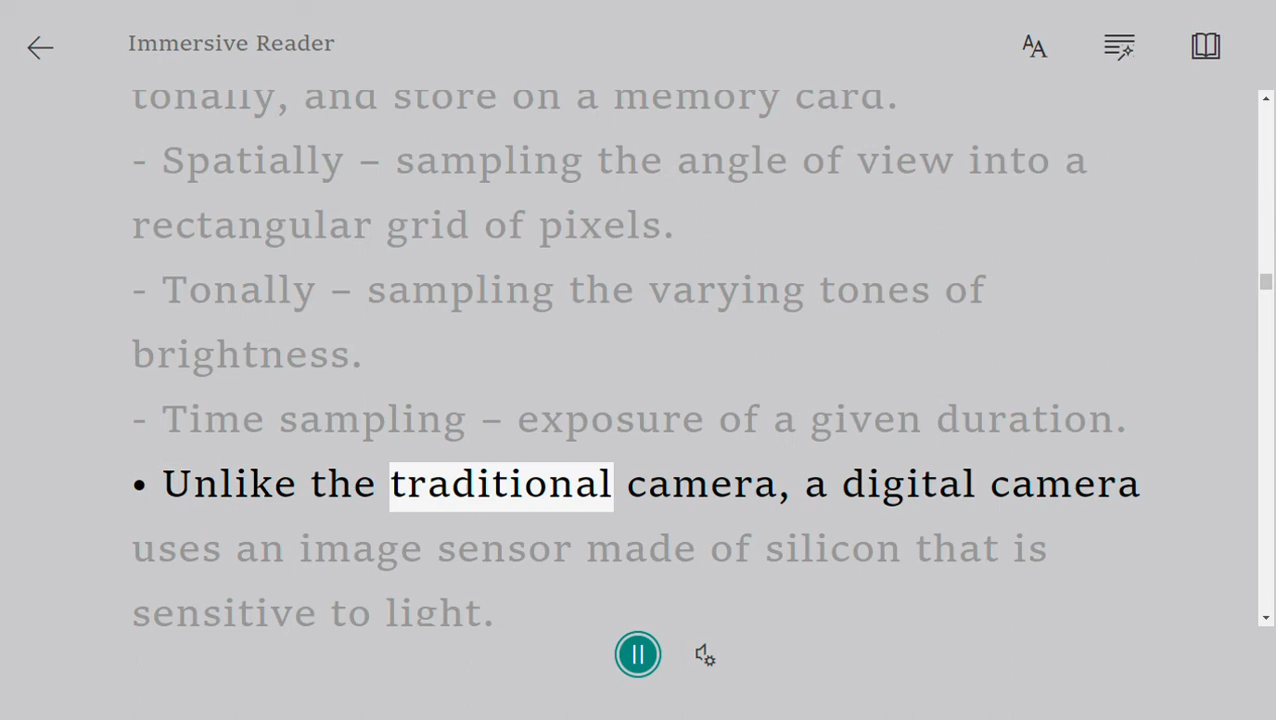 Immersive Reader
tonally, and store on a memory card.
- Spatially – sampling the angle of view into a
rectangular grid of pixels.
- Tonally – sampling the varying tones of
brightness.
- Time sampling – exposure of a given duration.
• Unlike the traditional camera, a digital camera
uses an image sensor made of silicon that is
sensitive to light.